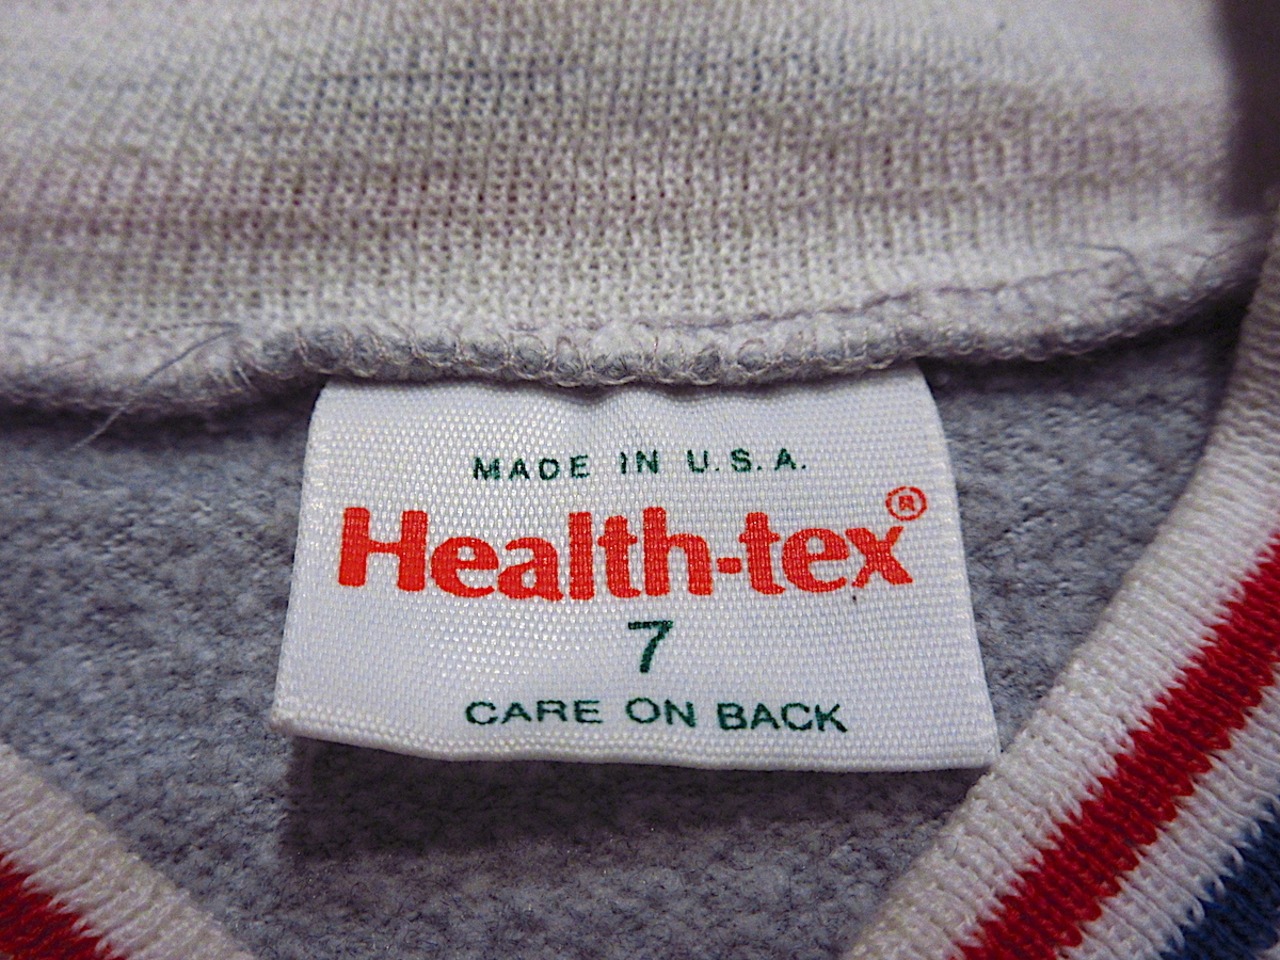 MADE IN U.S.A.
Health-tex®
7
CARE ON BACK